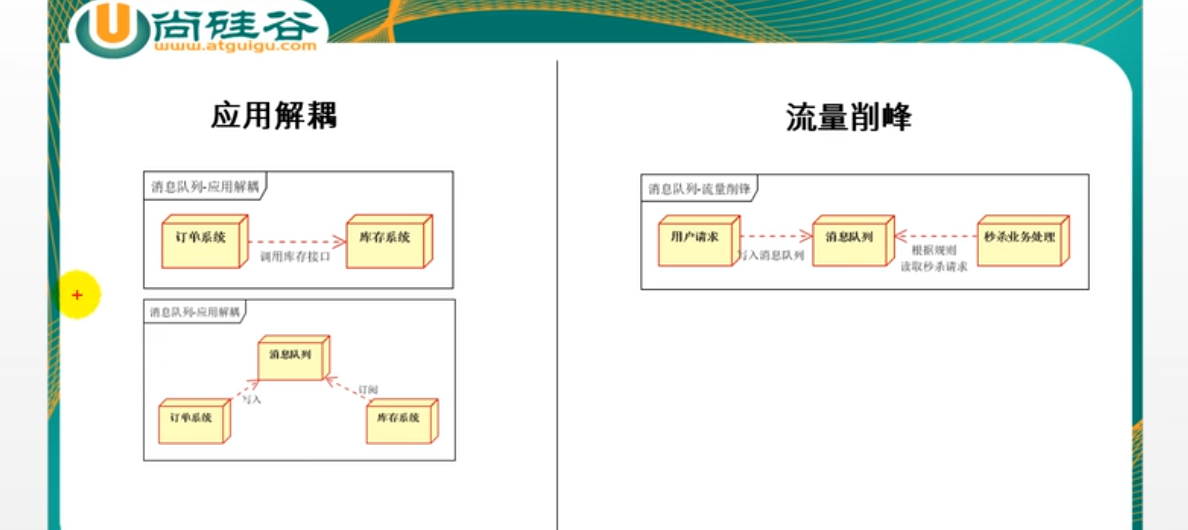 尚硅谷
www.atguigu.com
应用解耦
消息队列-应用解耦
订单系统
库存系统
调用库存接口
消息队列-应用解耦
消息队列
写入
订阅
订单系统
库存系统
流量削峰
消息队列-流量削锋
用户请求
消息队列
秒杀业务处理
写入消息队列
根据规则
读取秒杀请求